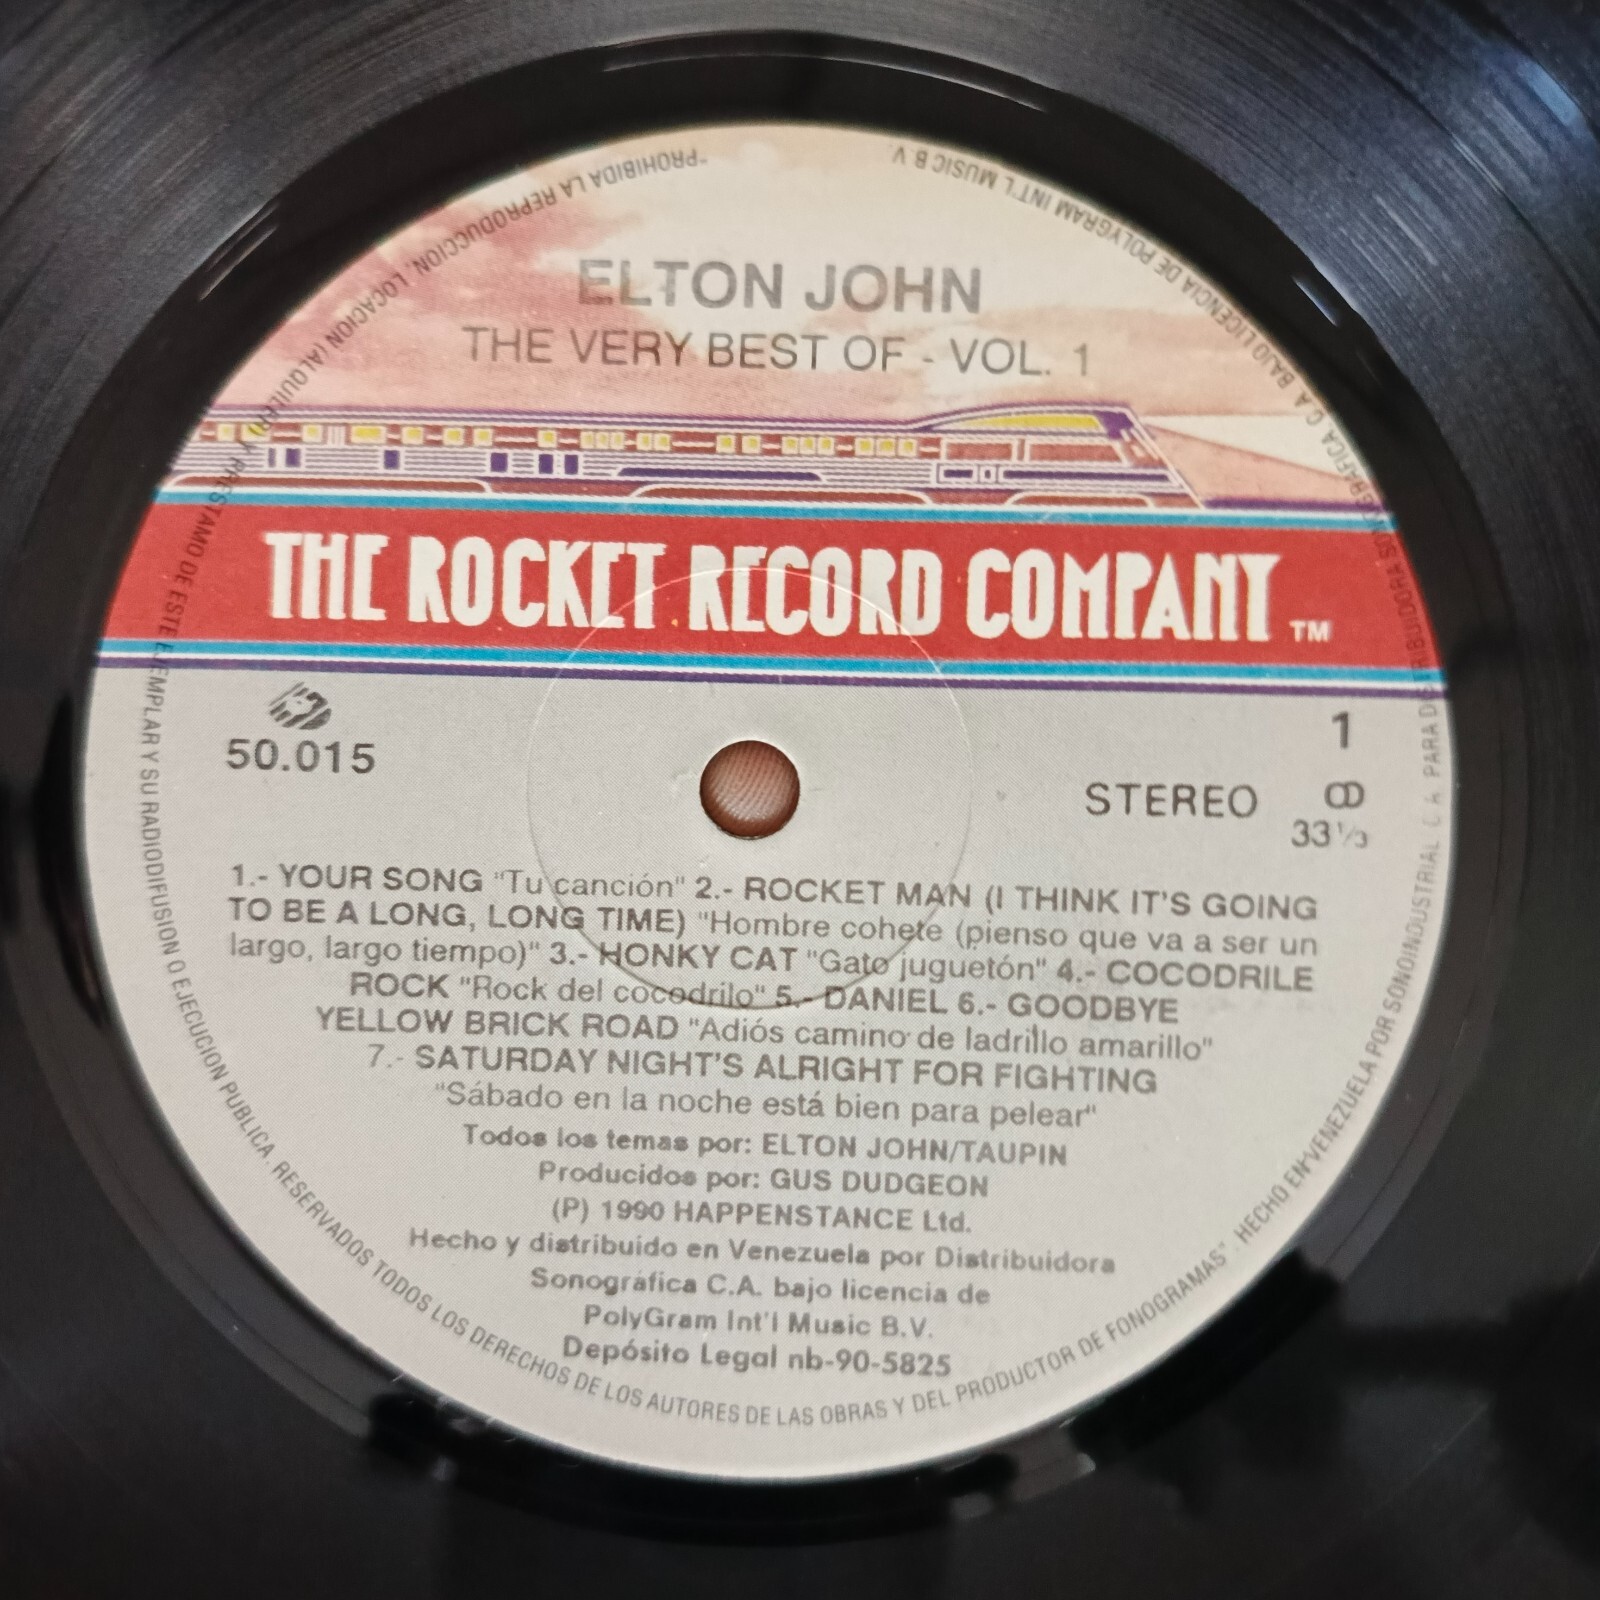 ELTON JOHN
THE VERY BEST OF - VOL. 1
THE ROCKET RECORD COMPANY TM
50.015
1
STEREO
33 1/3
1.- YOUR SONG "Tu canción" 2.- ROCKET MAN (I THINK IT'S GOING
TO BE A LONG, LONG TIME) "Hombre cohete (pienso que va a ser un
largo, largo tiempo)" 3.- HONKY CAT "Gato juguetón" 4.- COCODRILE
ROCK "Rock del cocodrilo" 5.- DANIEL 6.- GOODBYE
YELLOW BRICK ROAD "Adiós camino de ladrillo amarillo"
7.- SATURDAY NIGHT'S ALRIGHT FOR FIGHTING
"Sábado en la noche está bien para pelear"
Todos los temas por: ELTON JOHN/TAUPIN
Producidos por: GUS DUDGEON
(P) 1990 HAPPENSTANCE Ltd.
Hecho y distribuido en Venezuela por Distribuidora
Sonográfica C.A. bajo licencia de
PolyGram Int'l Music B.V.
Depósito Legal nb-90-5825
"PROHIBIDA LA REPRODUCCION, LOCACION (ALQUILER) Y PRESTAMO DE ESTE EJEMPLAR Y SU RADIODIFUSION O EJECUCION PUBLICA. RESERVADOS TODOS LOS DERECHOS DE LOS AUTORES DE LAS OBRAS Y DEL PRODUCTOR DE FONOGRAMAS". HECHO EN VENEZUELA POR SONOINDUSTRIAL C.A. PARA DISTRIBUIDORA SONOGRAFICA C.A. BAJO LICENCIA DE POLYGRAM INT'L MUSIC B.V.